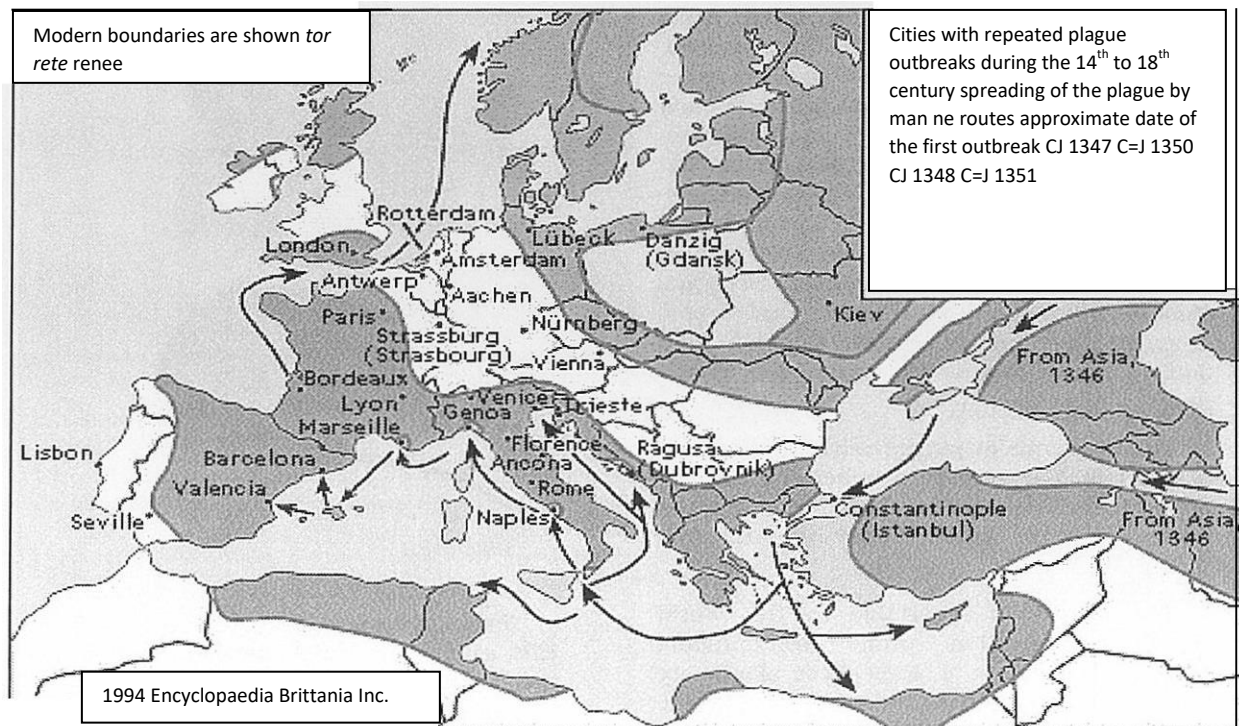 Modern boundaries are shown tor
rete renee
Cities with repeated plague
outbreaks during the 14th to 18th
century spreading of the plague by
man ne routes approximate date of
the first outbreak CJ 1347 C=J 1350
CJ 1348 C=J 1351
Rotterdam
London
Lübeck
Danzig
(Gdansk)
Amsterdam
Antwerp
Aachen
Paris
Nürnberg
Kiev
Strassburg
(Strasbourg)
Vienna
From Asia,
1346
Bordeaux
Lyon
Venice
Genoa
Trieste
Marseille
Florence
Ragusa
(Dubrovnik)
Lisbon
Barcelona
Ancona
Valencia
Rome
Constantinople
(Istanbul)
Seville
Naples
From Asia
1346
1994 Encyclopaedia Brittania Inc.